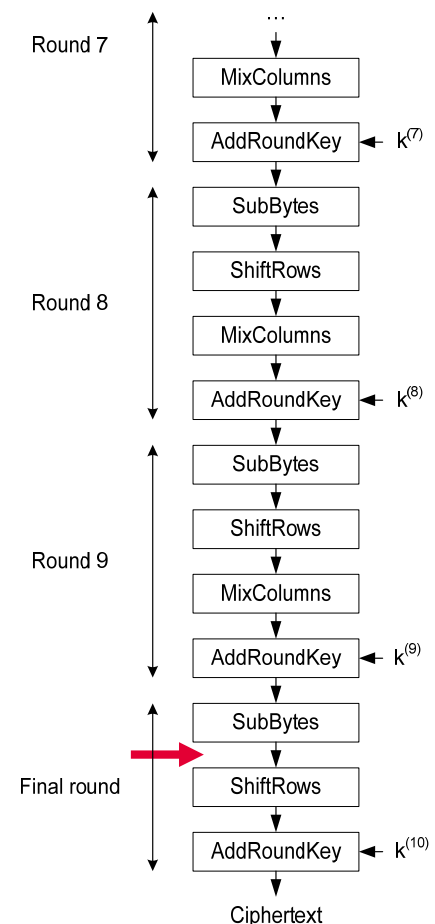 ...
Round 7
MixColumns
AddRoundKey
k(7)
SubBytes
ShiftRows
Round 8
MixColumns
AddRoundKey
k(8)
SubBytes
ShiftRows
Round 9
MixColumns
AddRoundKey
k(9)
SubBytes
Final round
ShiftRows
AddRoundKey
k(10)
Ciphertext